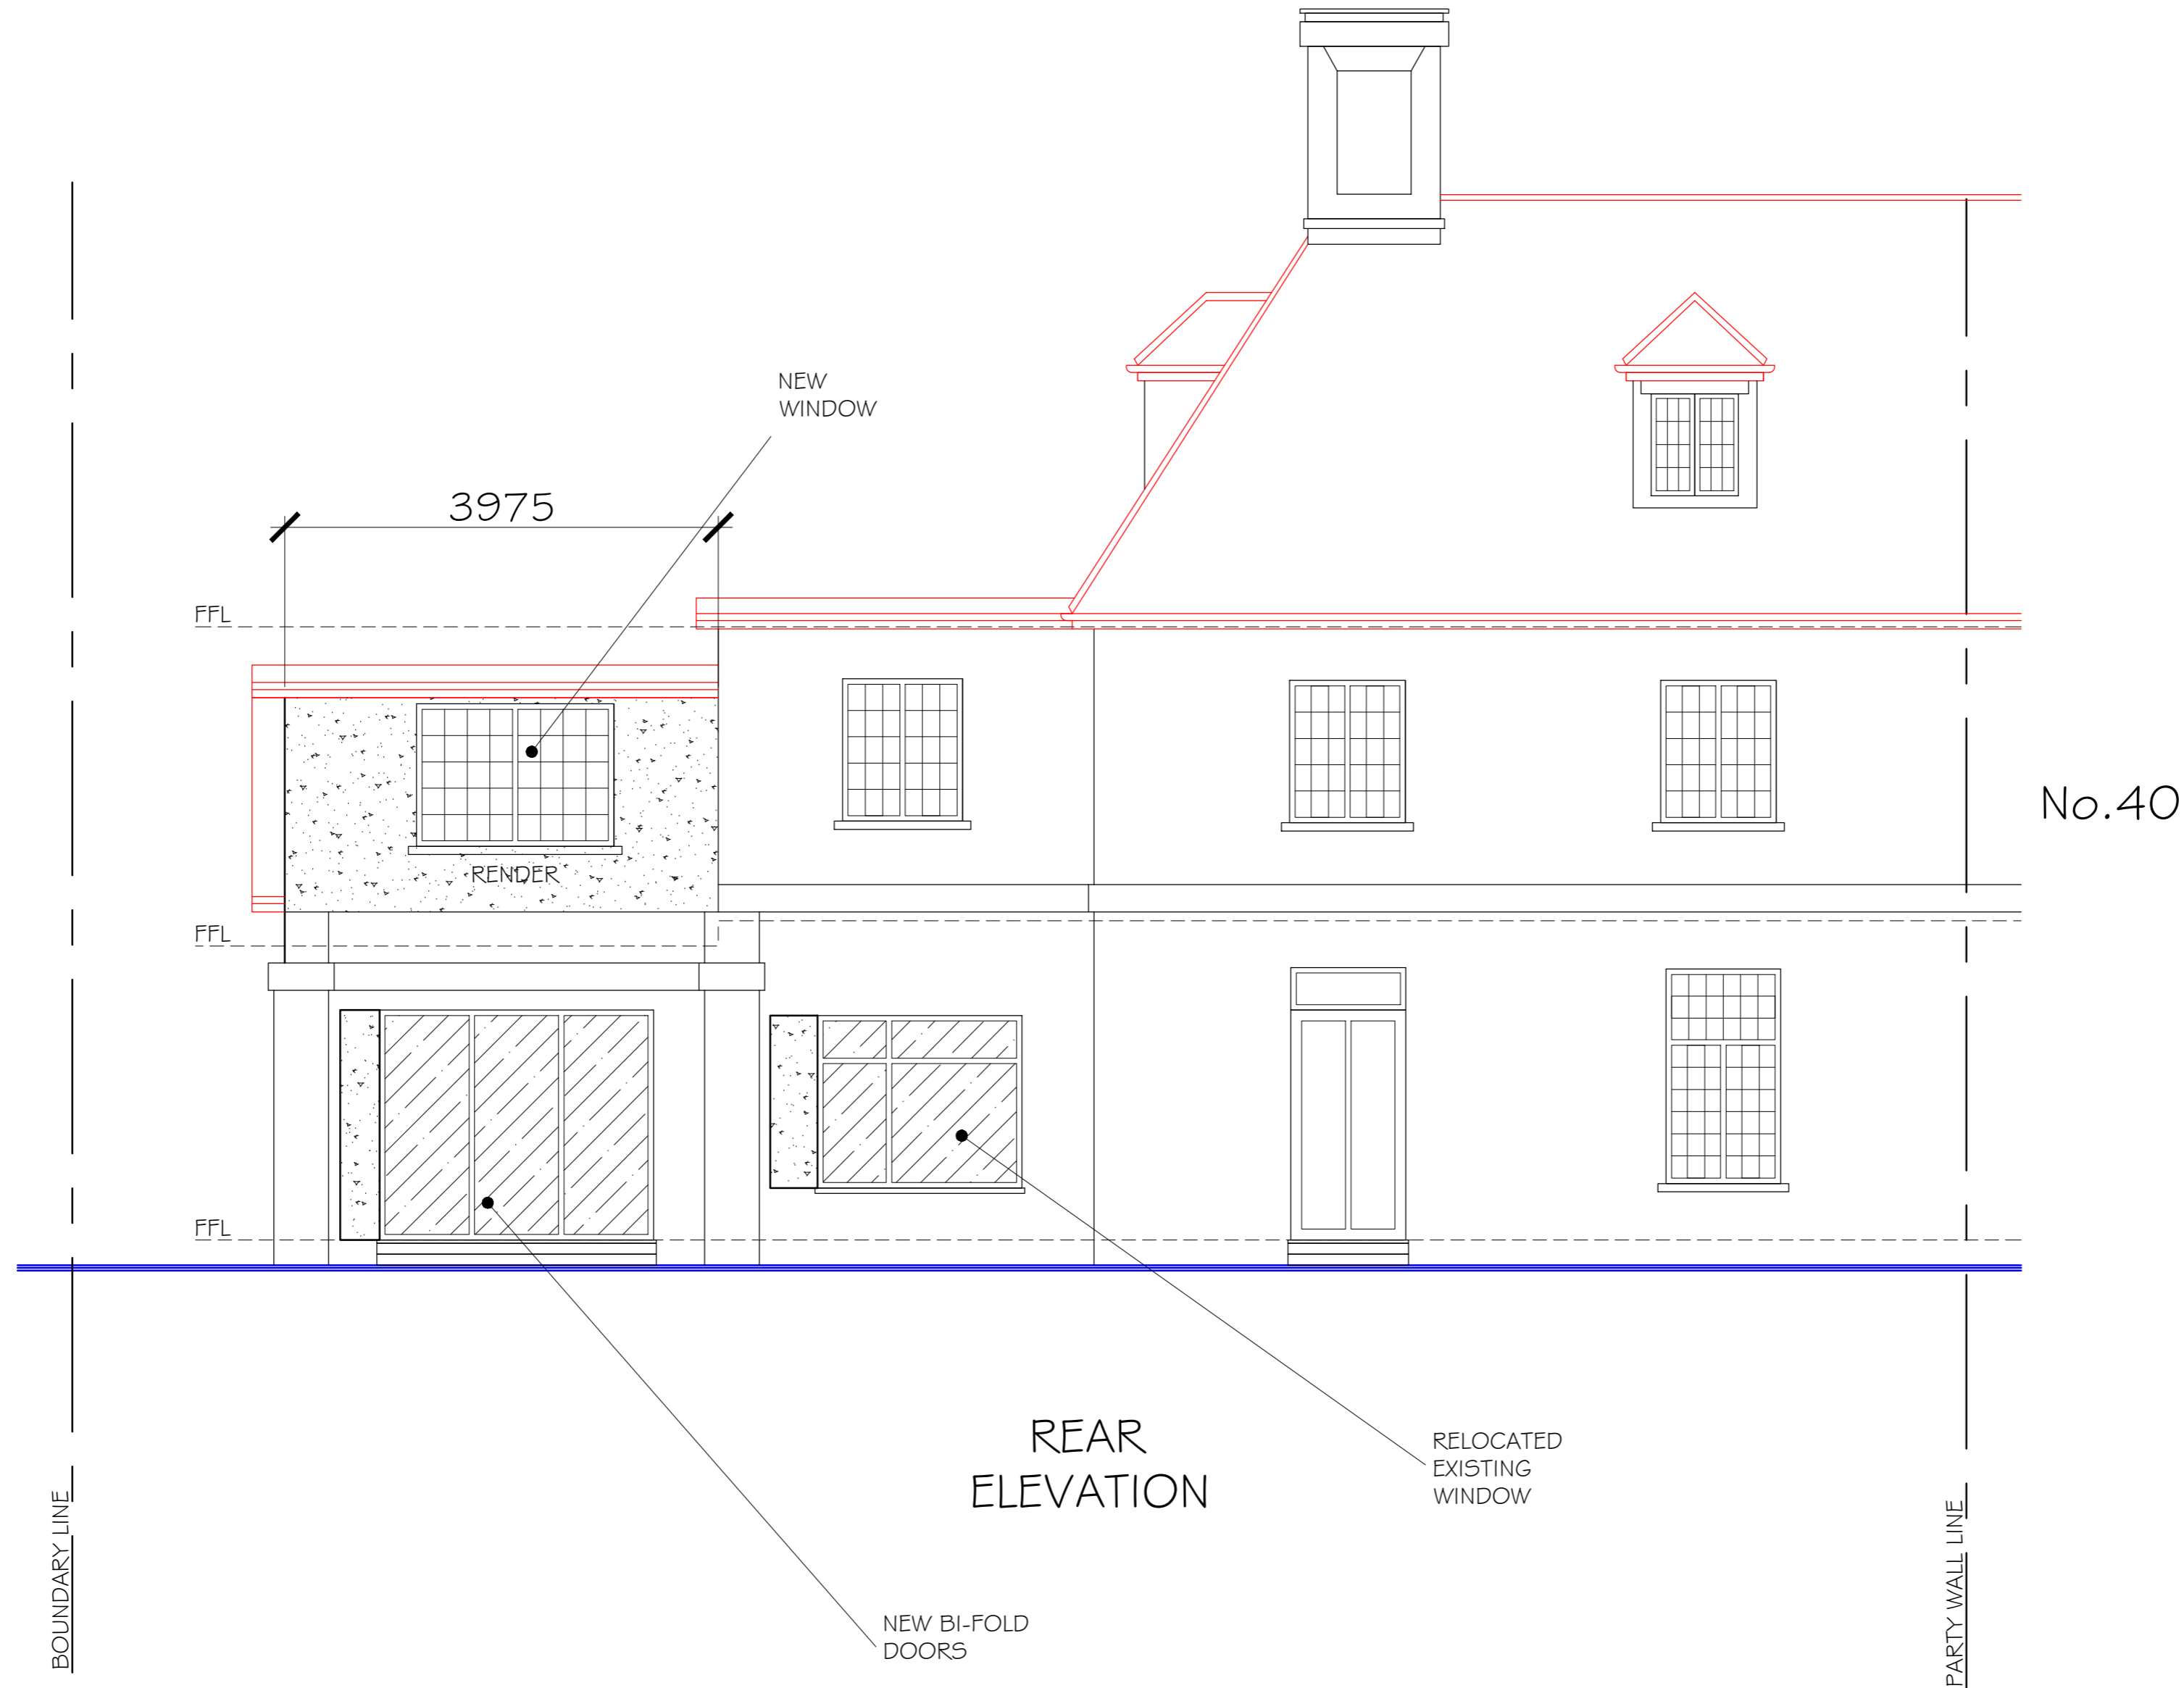 NEW
WINDOW
3975
FFL
No.40
RENDER
FFL
FFL
REAR
ELEVATION
RELOCATED
EXISTING
WINDOW
BOUNDARY LINE
PARTY WALL LINE
NEW BI-FOLD
DOORS